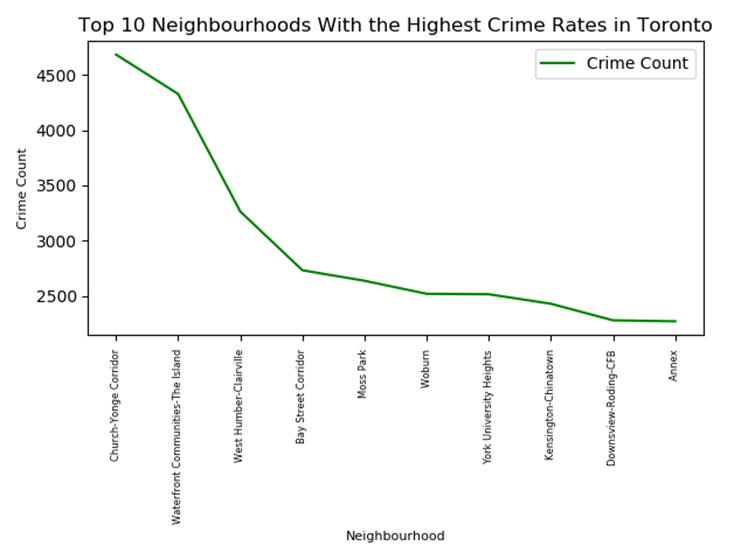 Top 10 Neighbourhoods With the Highest Crime Rates in Toronto
Crime Count
4500
4000
3500
3000
2500
Crime Count
Church-Yonge Corridor
Waterfront Communities-The Island
West Humber-Clairville
Bay Street Corridor
Moss Park
Woburn
York University Heights
Kensington-Chinatown
Downsview-Roding-CFB
Annex
Neighbourhood